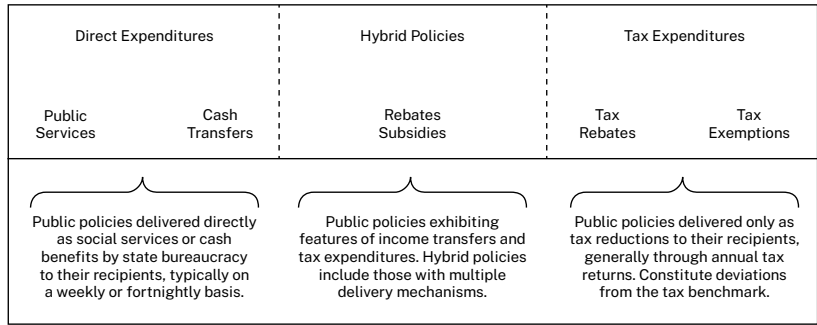 Direct Expenditures
Hybrid Policies
Tax Expenditures
Public
Services
Cash
Transfers
Rebates
Subsidies
Tax
Rebates
Tax
Exemptions
Public policies delivered directly
as social services or cash
benefits by state bureaucracy
to their recipients, typically on
a weekly or fortnightly basis.
Public policies exhibiting
features of income transfers and
tax expenditures. Hybrid policies
include those with multiple
delivery mechanisms.
Public policies delivered only as
tax reductions to their recipients,
generally through annual tax
returns. Constitute deviations
from the tax benchmark.